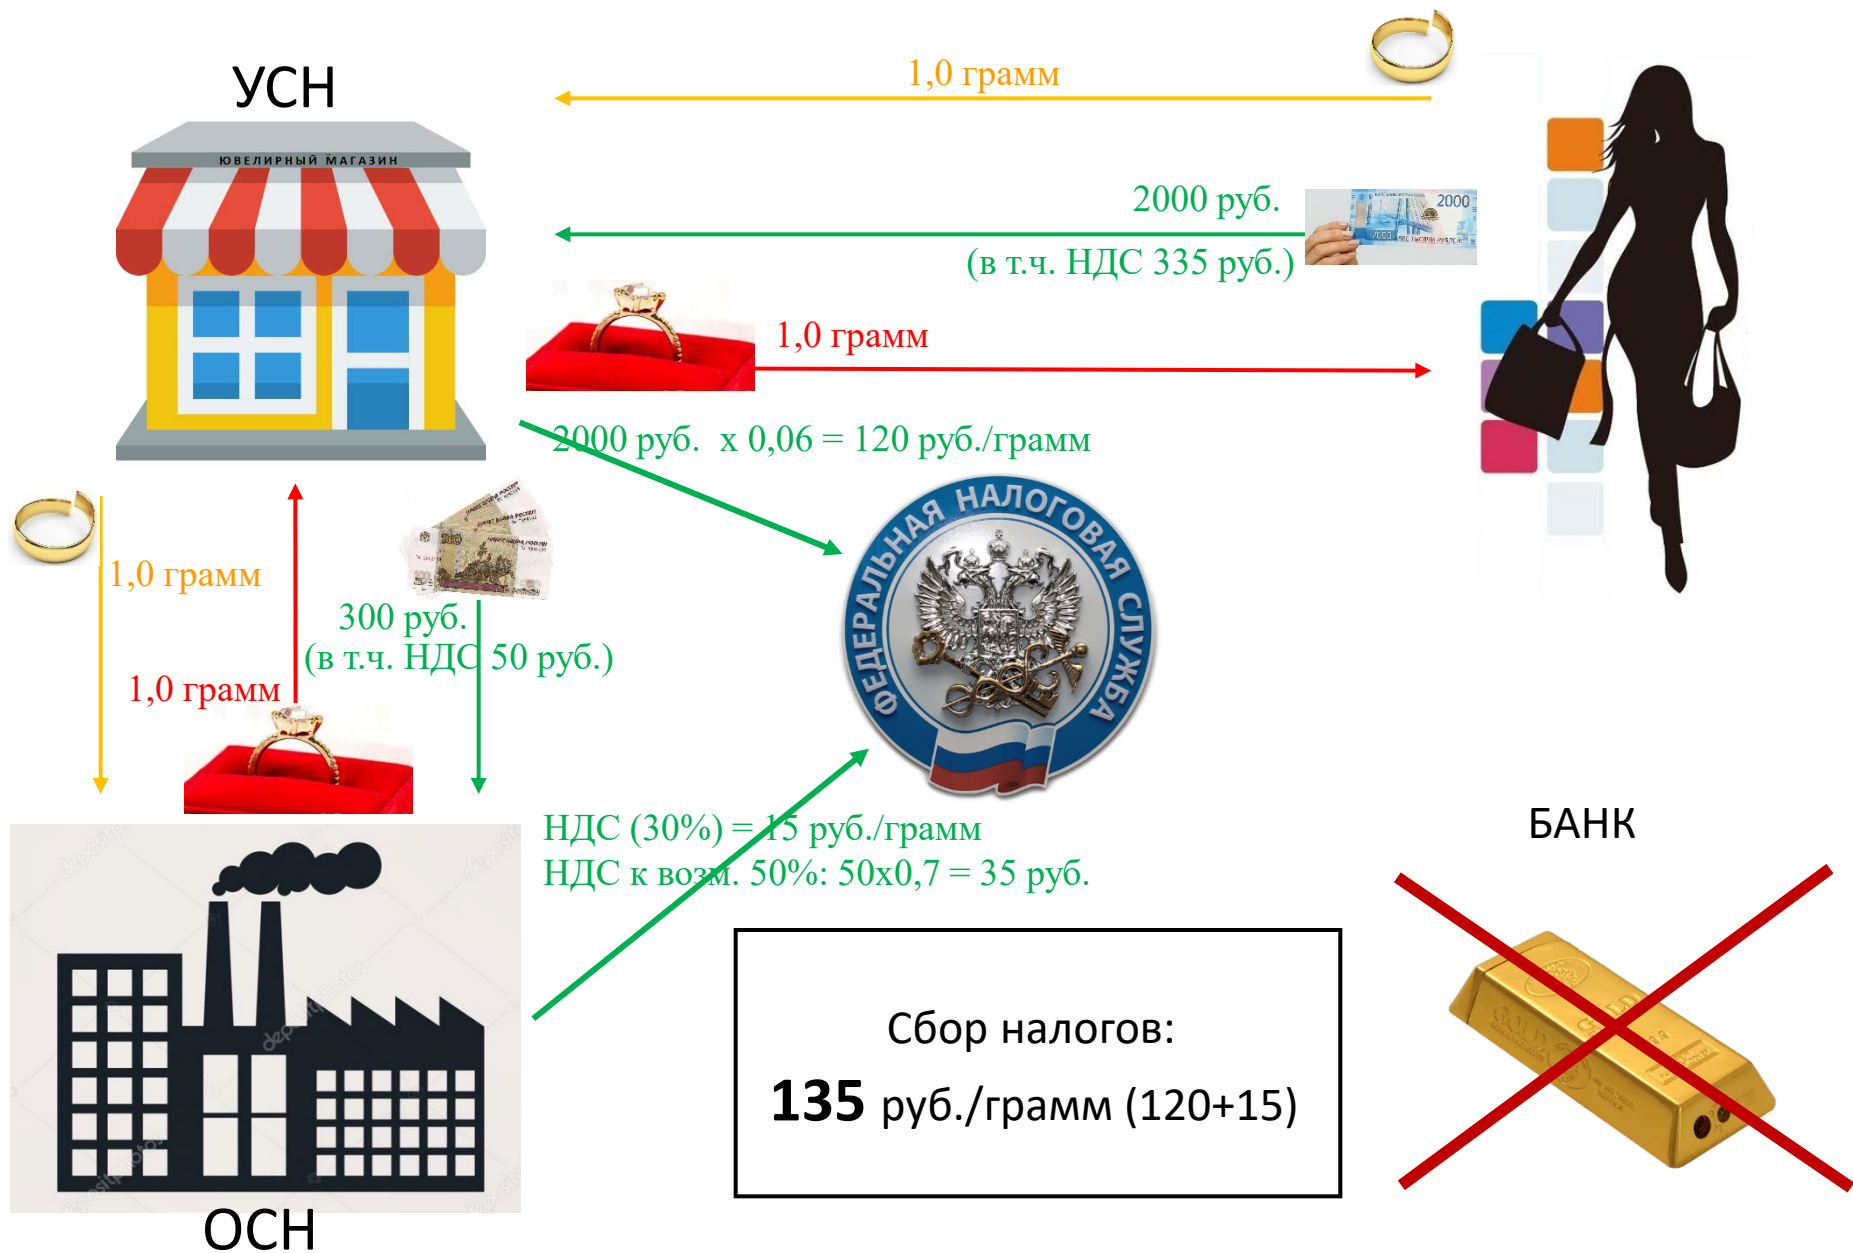 УСН
1,0 грамм
ЮВЕЛИРНЫЙ МАГАЗИН
2000 руб.
2000
(в т.ч. НДС 335 руб.)
1,0 грамм
2000 руб. х 0,06 = 120 руб./грамм
ФЕДЕРАЛЬНАЯ НАЛОГОВАЯ СЛУЖБА
1,0 грамм
300 руб.
(в т.ч. НДС 50 руб.)
1,0 грамм
НДС (30%) = 15 руб./грамм
НДС к возм. 50%: 50х0,7 = 35 руб.
БАНК
depositphotos
Сбор налогов:
135 руб./грамм (120+15)
ОСН